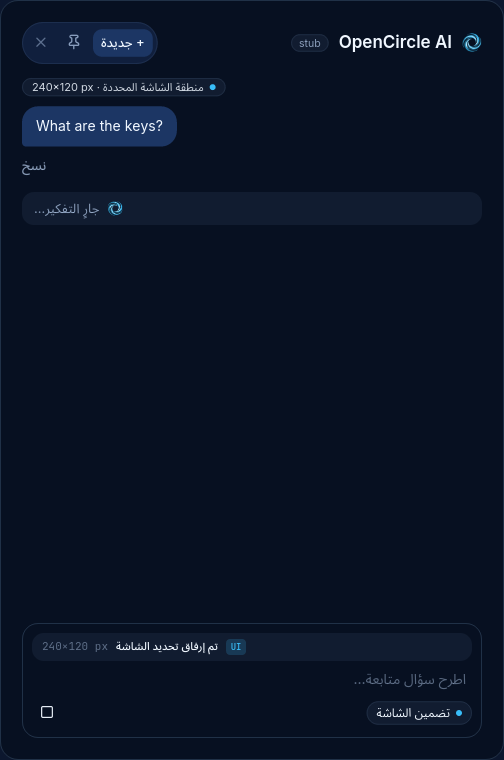 OpenCircle AI
stub
+ جديدة
منطقة الشاشة المحددة · 240×120 px
What are the keys?
نسخ
جارٍ التفكير...
UI تم إرفاق تحديد الشاشة 240×120 px
اطرح سؤال متابعة...
تضمين الشاشة